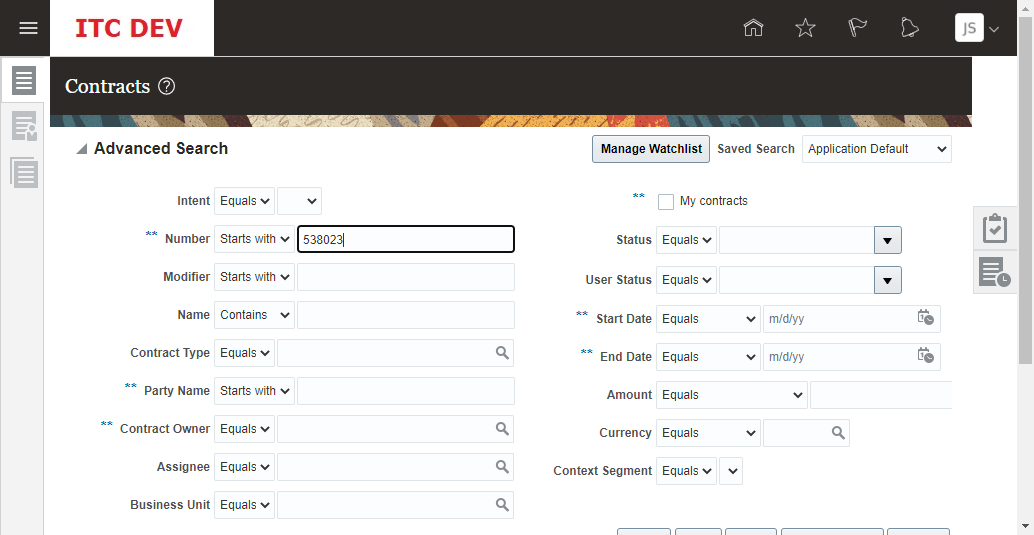 ITC DEV
JS
Contracts ?
Advanced Search
Manage Watchlist Saved Search Application Default
Intent Equals
** My contracts
** Number Starts with 538023
Status Equals
Modifier Starts with
User Status Equals
Name Contains
** Start Date Equals m/d/yy
Contract Type Equals
** End Date Equals m/d/yy
** Party Name Starts with
Amount Equals
** Contract Owner Equals
Currency Equals
Assignee Equals
Context Segment Equals
Business Unit Equals